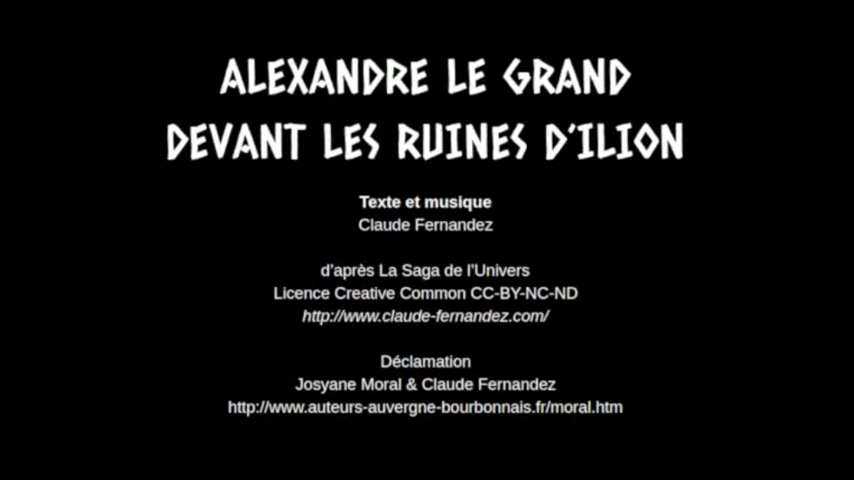 ALEXANDRE LE GRAND
DEVANT LES RUINES D'ILION
Texte et musique
Claude Fernandez
d'après La Saga de l'Univers
Licence Creative Common CC-BY-NC-ND
http://www.claude-fernandez.com/
Déclamation
Josyane Moral & Claude Fernandez
http://www.auteurs-auvergne-bourbonnais.fr/moral.htm